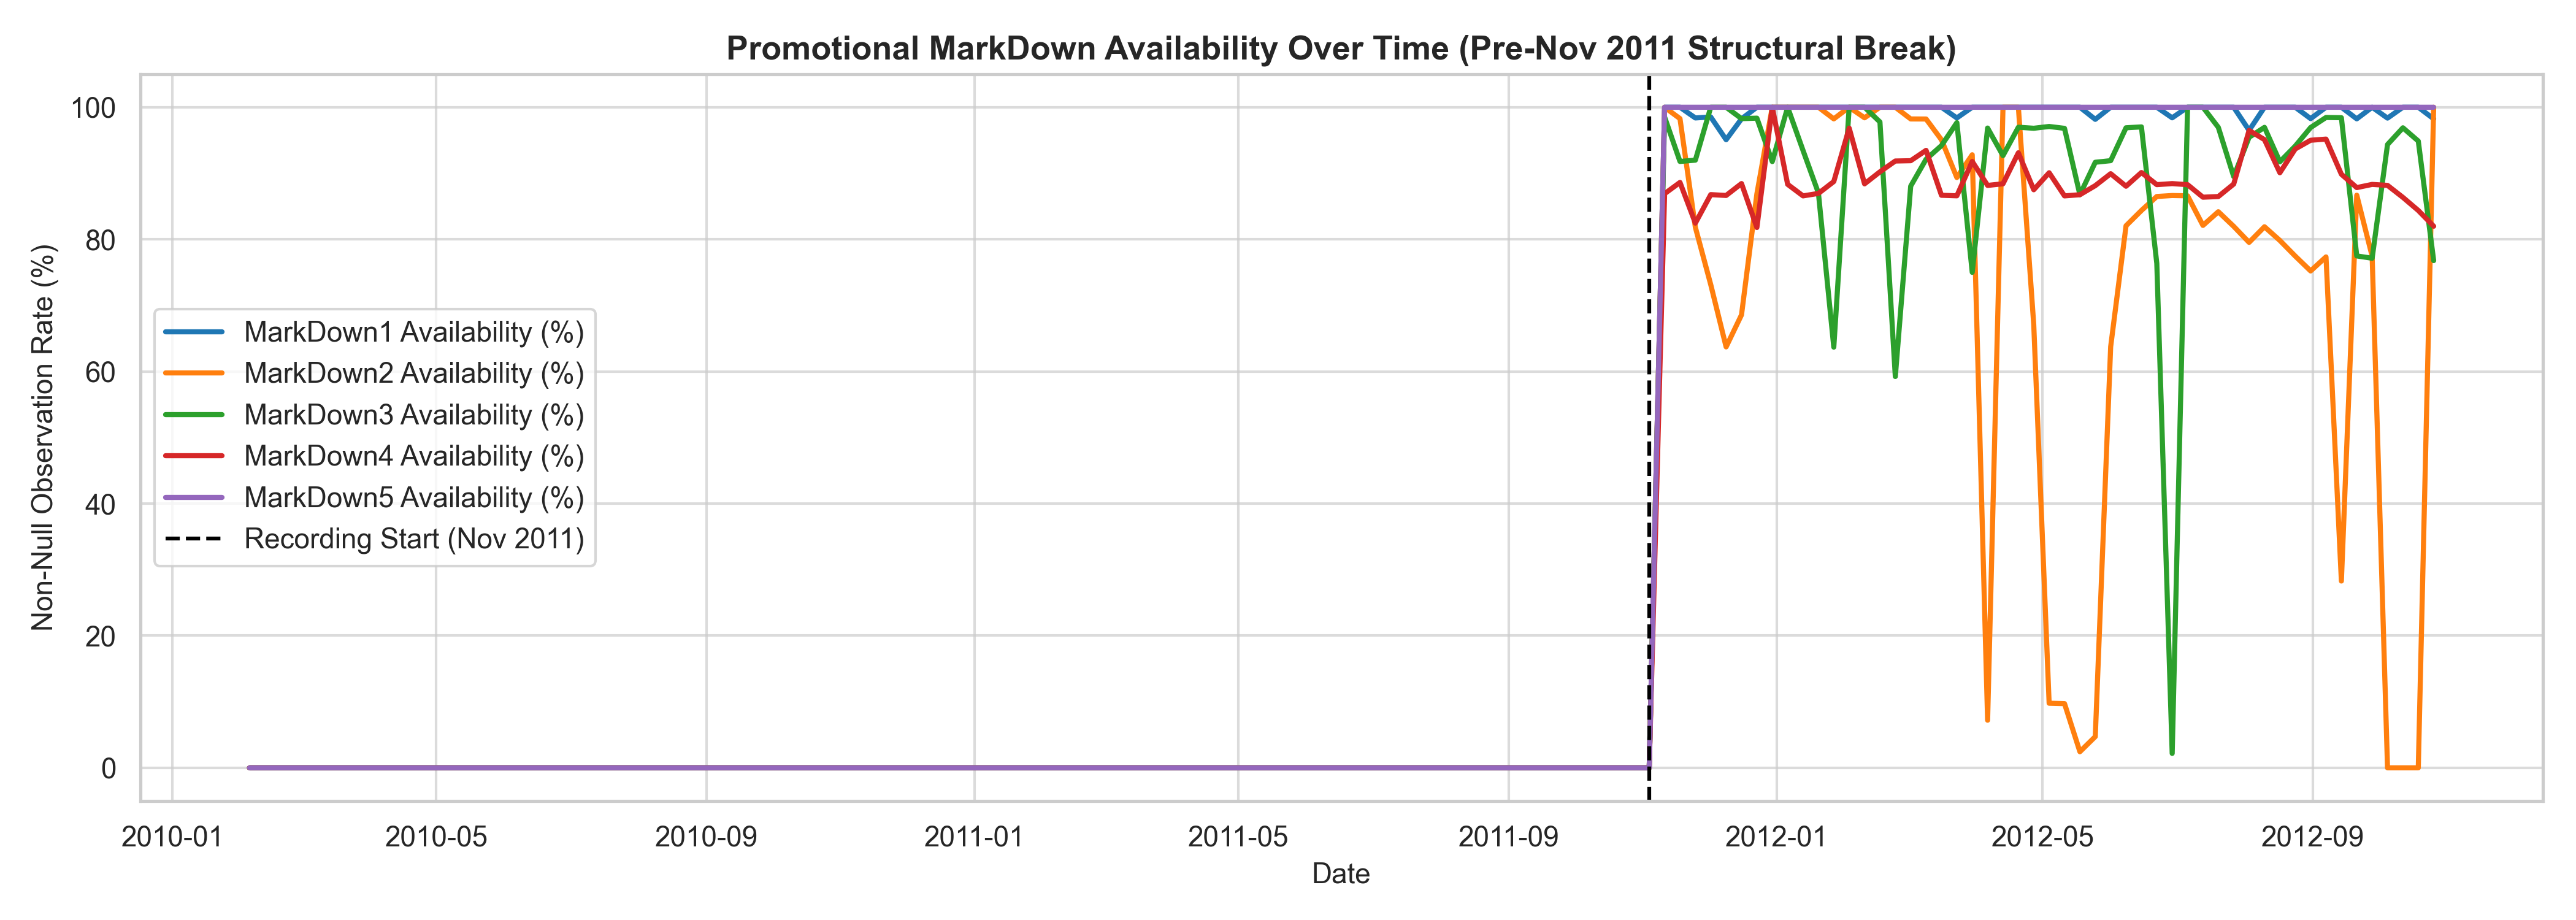 Promotional MarkDown Availability Over Time (Pre-Nov 2011 Structural Break)
Non-Null Observation Rate (%)
100
80
60
40
20
0
MarkDown1 Availability (%)
MarkDown2 Availability (%)
MarkDown3 Availability (%)
MarkDown4 Availability (%)
MarkDown5 Availability (%)
Recording Start (Nov 2011)
2010-01 2010-05 2010-09 2011-01 2011-05 2011-09 2012-01 2012-05 2012-09
Date